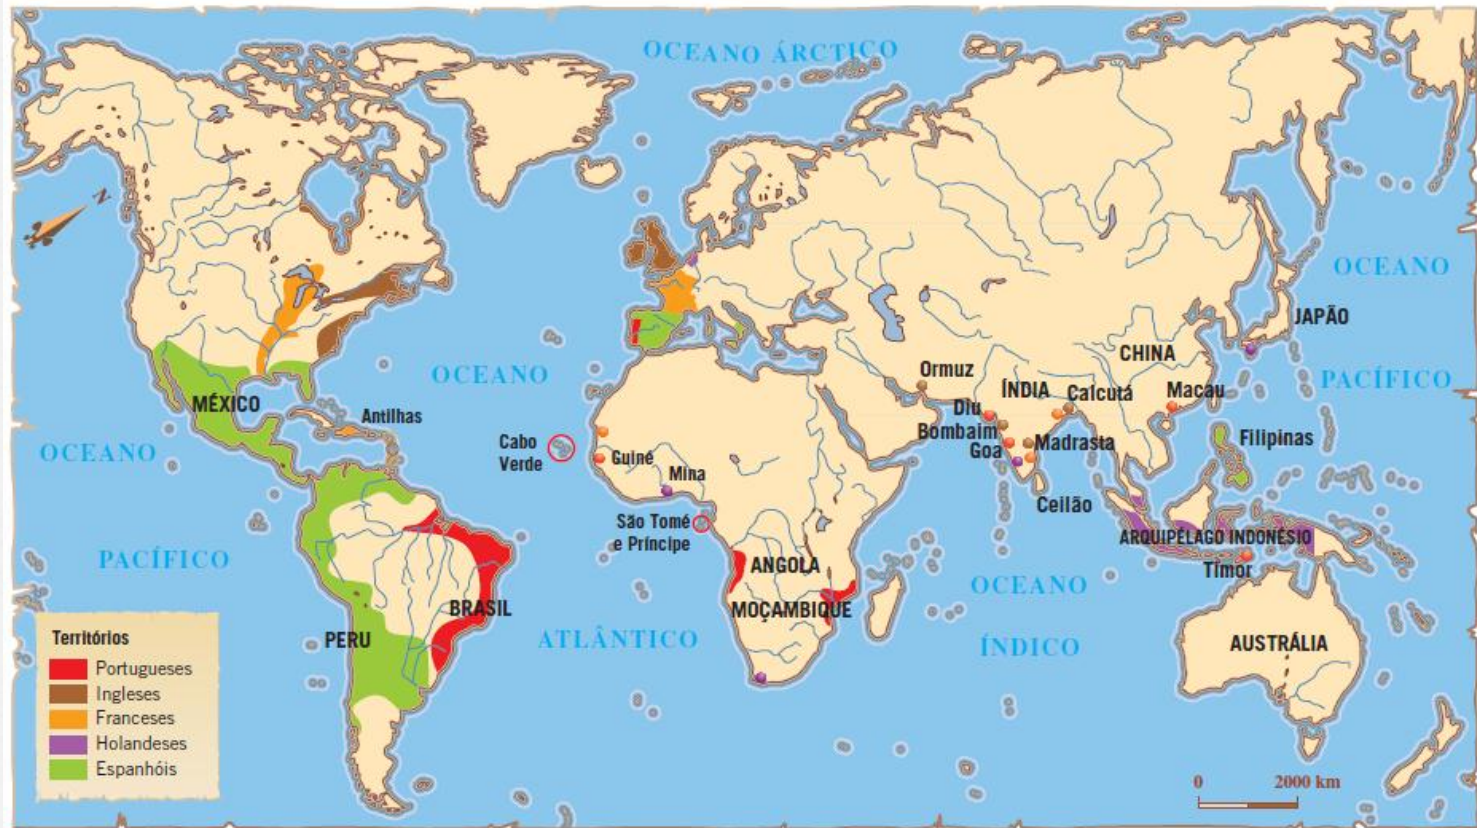 OCEANO ÁRCTICO
N
OCEANO
JAPÃO
CHINA
PACÍFICO
OCEANO
Ormuz
ÍNDIA
Calcutá
Macau
MÉXICO
Antilhas
Diu
Bombaim
Goa
Madrasta
Filipinas
OCEANO
Cabo
Verde
Guiné
Mina
Ceilão
São Tomé
e Príncipe
ARQUIPÉLAGO INDONÉSIO
Timor
PACÍFICO
ANGOLA
OCEANO
BRASIL
MOÇAMBIQUE
PERU
ATLÂNTICO
ÍNDICO
AUSTRÁLIA
Territórios
Portugueses
Ingleses
Franceses
Holandeses
Espanhóis
0 2000 km